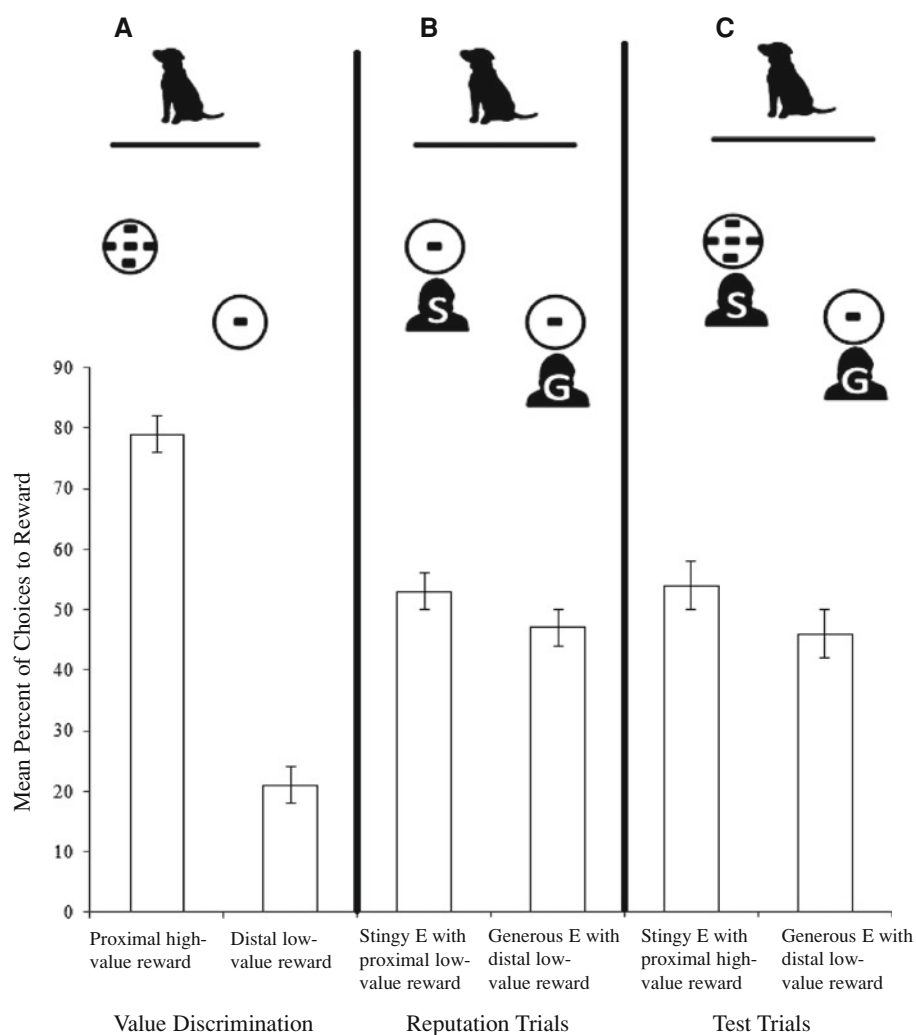 A B C
S S
G G
90
80
70
60
50
40
30
20
10
0
Mean Percent of Choices to Reward
Proximal high-
value reward
Distal low-
value reward
Stingy E with
proximal low-
value reward
Generous E with
distal low-
value reward
Stingy E with
proximal high-
value reward
Generous E with
distal low-
value reward
Value Discrimination Reputation Trials Test Trials